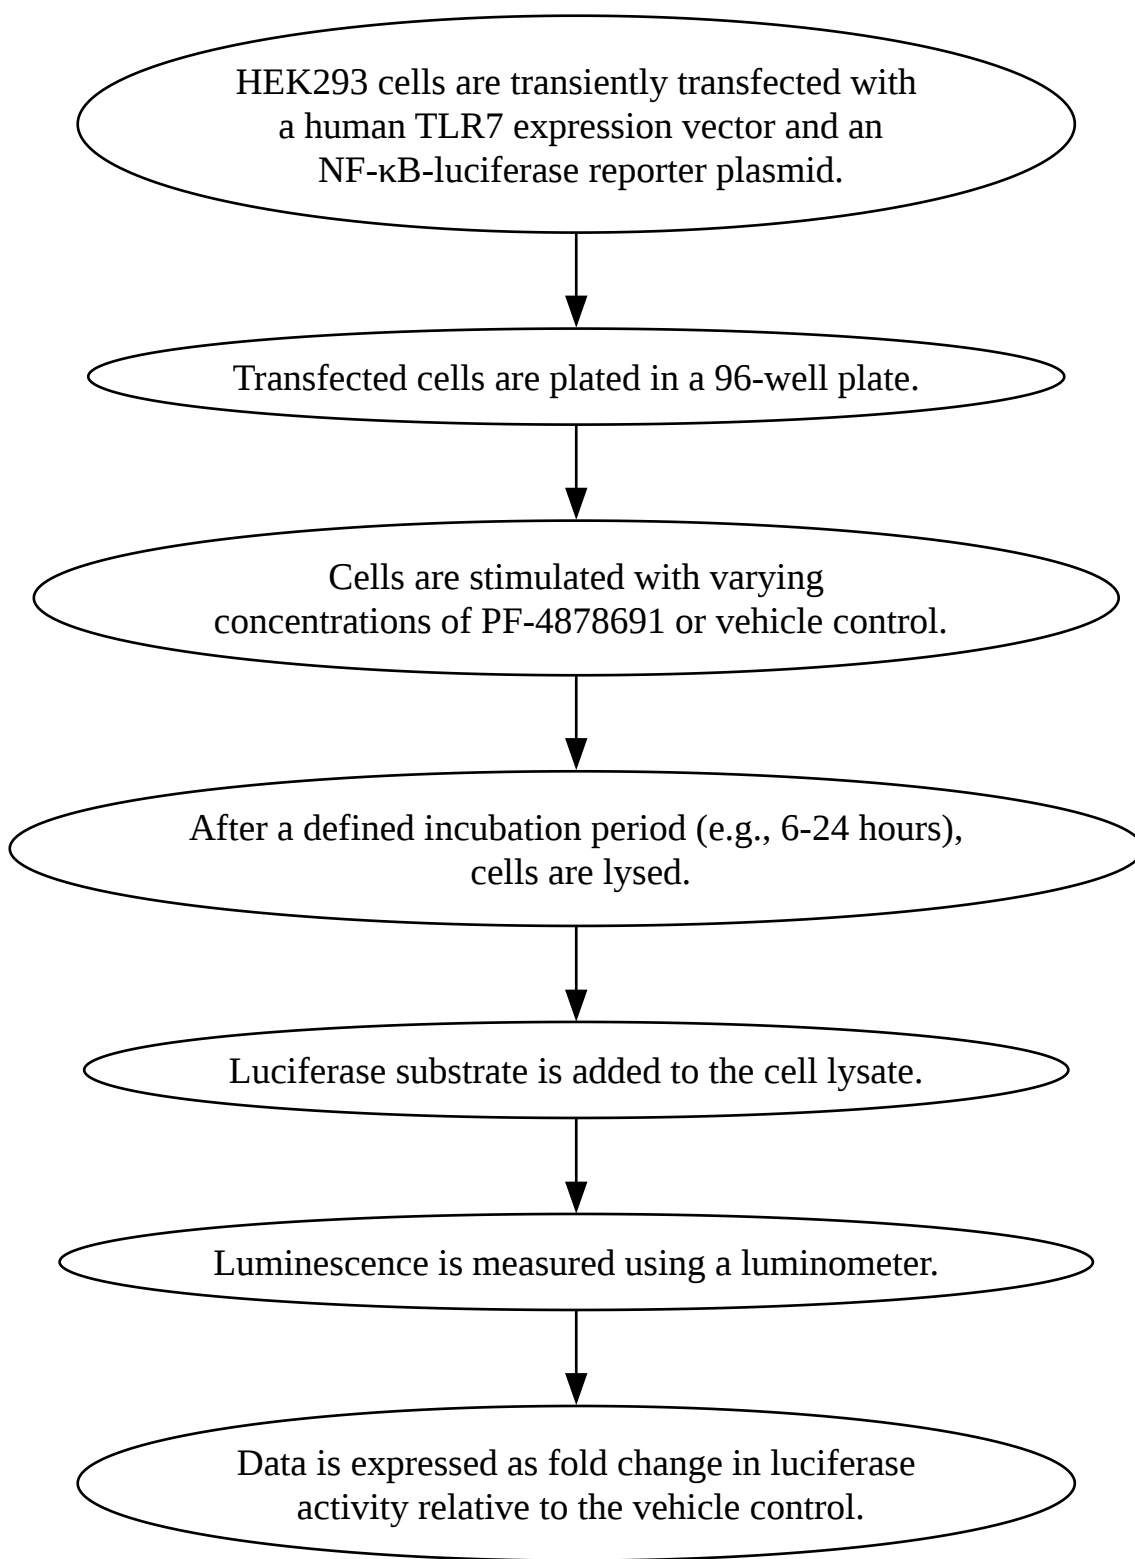 HEK293 cells are transiently transfected with
a human TLR7 expression vector and an
NF-κB-luciferase reporter plasmid.
Transfected cells are plated in a 96-well plate.
Cells are stimulated with varying
concentrations of PF-4878691 or vehicle control.
After a defined incubation period (e.g., 6-24 hours),
cells are lysed.
Luciferase substrate is added to the cell lysate.
Luminescence is measured using a luminometer.
Data is expressed as fold change in luciferase
activity relative to the vehicle control.